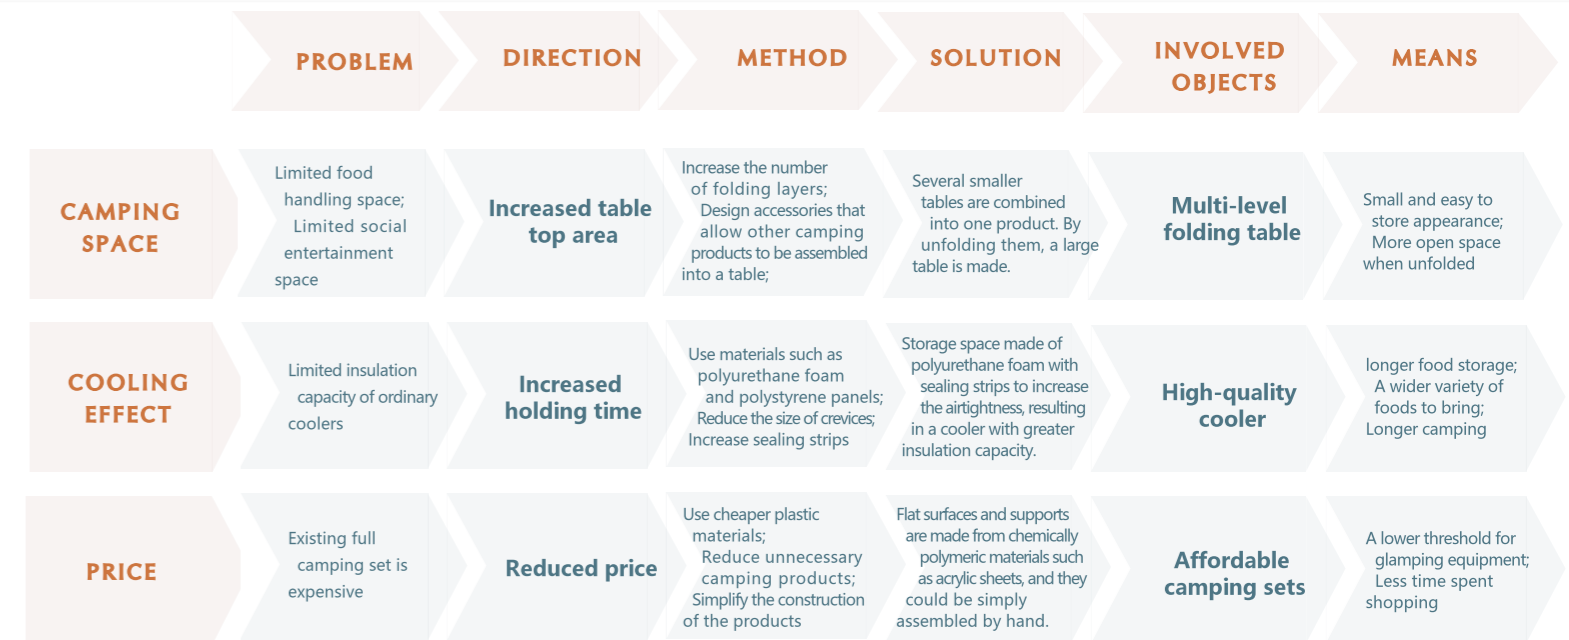 PROBLEM
DIRECTION
METHOD
SOLUTION
INVOLVED
OBJECTS
MEANS
CAMPING
SPACE
Limited food
handling space;
Limited social
entertainment
space
Increased table
top area
Increase the number
of folding layers;
Design accessories that
allow other camping
products to be assembled
into a table;
Several smaller
tables are combined
into one product. By
unfolding them, a large
table is made.
Multi-level
folding table
Small and easy to
store appearance;
More open space
when unfolded
COOLING
EFFECT
Limited insulation
capacity of ordinary
coolers
Increased
holding time
Use materials such as
polyurethane foam
and polystyrene panels;
Reduce the size of crevices;
Increase sealing strips
Storage space made of
polyurethane foam with
sealing strips to increase
the airtightness, resulting
in a cooler with greater
insulation capacity.
High-quality
cooler
longer food storage;
A wider variety of
foods to bring;
Longer camping
PRICE
Existing full
camping set is
expensive
Reduced price
Use cheaper plastic
materials;
Reduce unnecessary
camping products;
Simplify the construction
of the products
Flat surfaces and supports
are made from chemically
polymeric materials such
as acrylic sheets, and they
could be simply
assembled by hand.
Affordable
camping sets
A lower threshold for
glamping equipment;
Less time spent
shopping